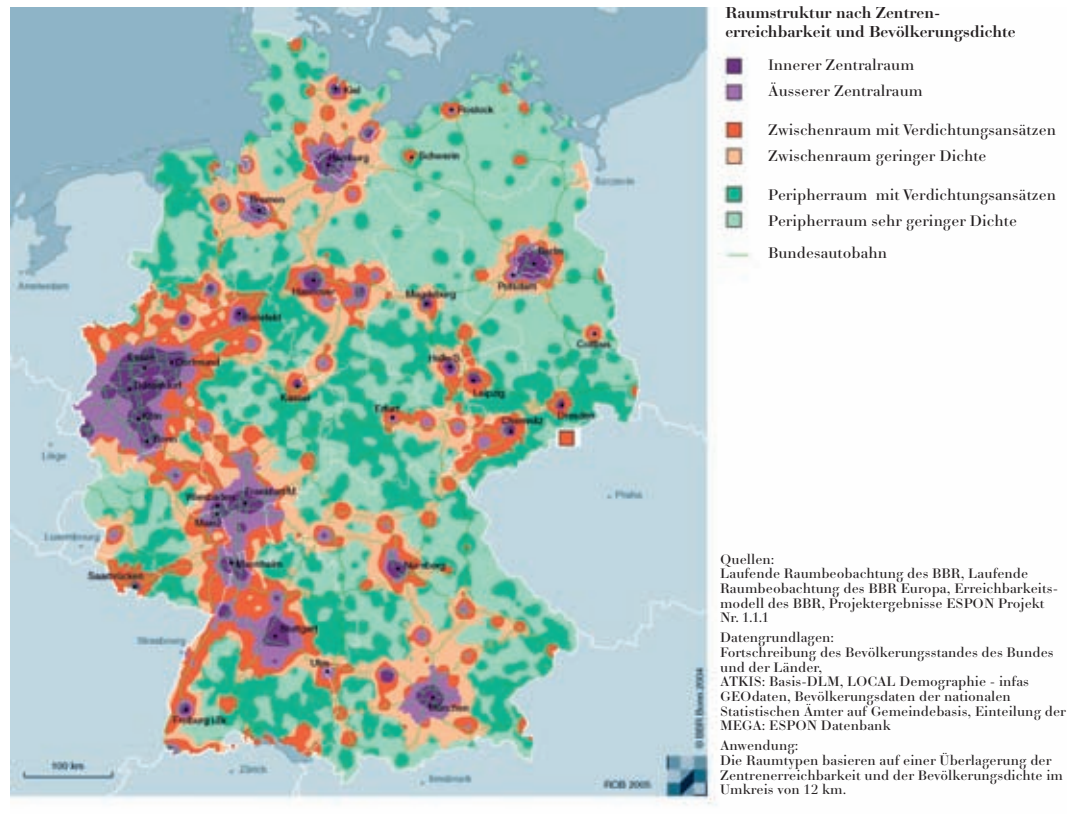 Raumstruktur nach Zentren-
erreichbarkeit und Bevölkerungsdichte
Innerer Zentralraum
Äusserer Zentralraum
Zwischenraum mit Verdichtungsansätzen
Zwischenraum geringer Dichte
Peripherraum mit Verdichtungsansätzen
Peripherraum sehr geringer Dichte
Bundesautobahn
Kiel
Rostock
Hamburg
Schwerin
Szczecin
Bremen
Berlin
Potsdam
Amsterdam
Hannover
Magdeburg
Bielefeld
Cottbus
Essen
Dortmund
Halle/S.
Düsseldorf
Leipzig
Kassel
Köln
Erfurt
Dresden
Chemnitz
Bonn
Liège
Wiesbaden
Frankfurt/M.
Praha
Mainz
Luxembourg
Mannheim
Nürnberg
Saarbrücken
Stuttgart
Strasbourg
Ulm
München
Freiburg i.Br.
Zürich
Innsbruck
100 km
ROB 2005
© BBR Bonn 2004
Quellen:
Laufende Raumbeobachtung des BBR, Laufende
Raumbeobachtung des BBR Europa, Erreichbarkeits-
modell des BBR, Projektergebnisse ESPON Projekt
Nr. 1.1.1
Datengrundlagen:
Fortschreibung des Bevölkerungsstandes des Bundes
und der Länder,
ATKIS: Basis-DLM, LOCAL Demographie - infas
GEOdaten, Bevölkerungsdaten der nationalen
Statistischen Ämter auf Gemeindebasis, Einteilung der
MEGA: ESPON Datenbank
Anwendung:
Die Raumtypen basieren auf einer Überlagerung der
Zentrenerreichbarkeit und der Bevölkerungsdichte im
Umkreis von 12 km.